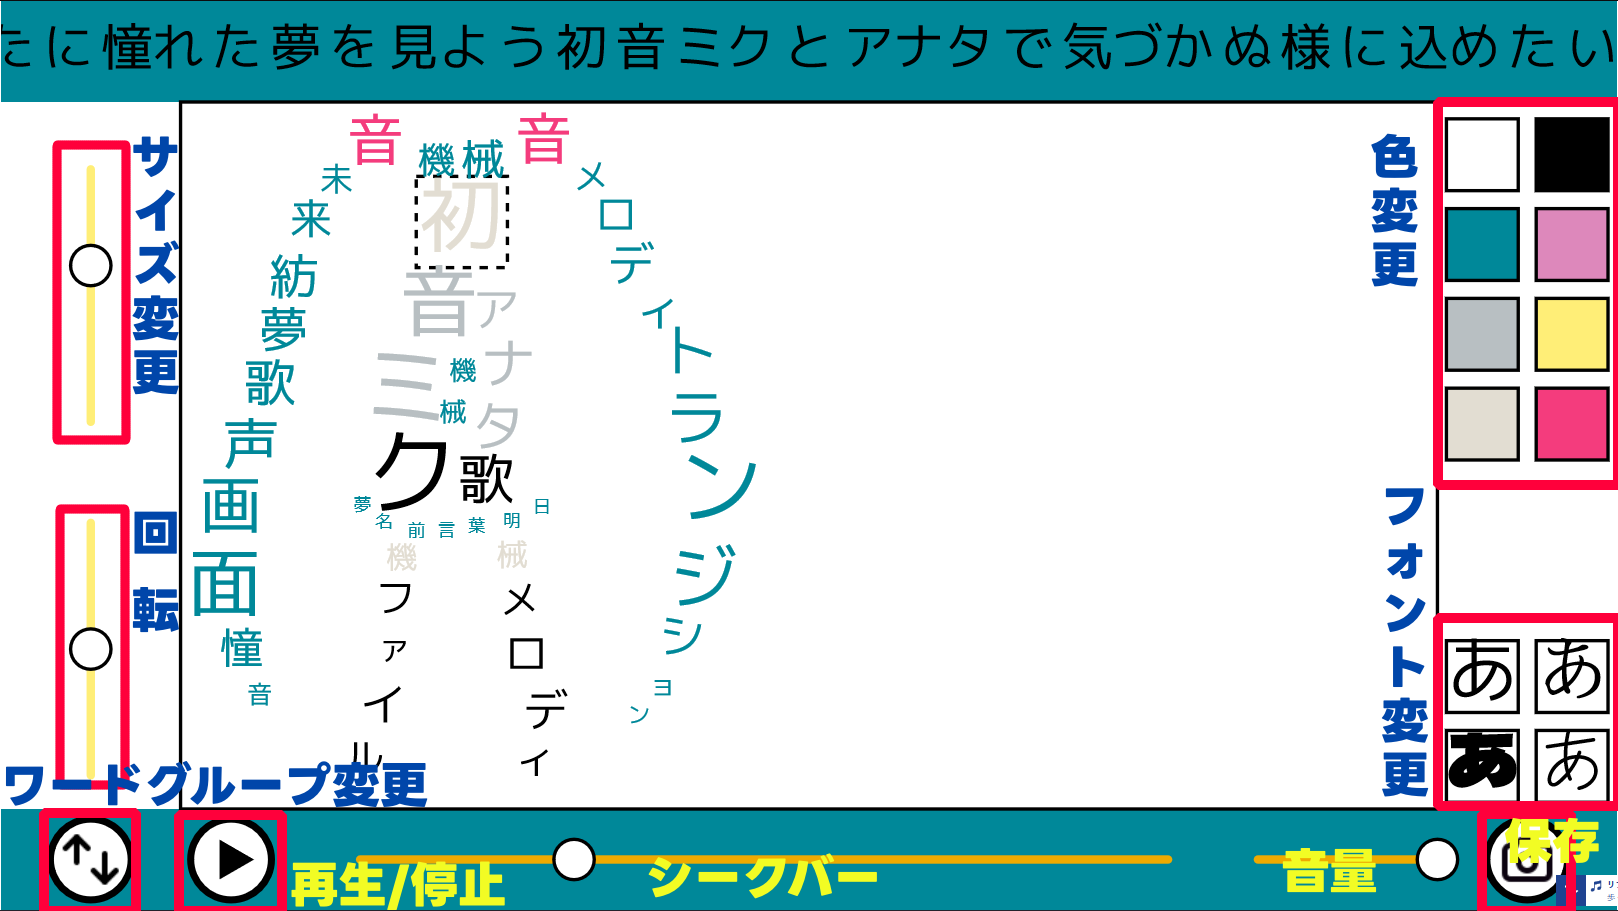 たに憧れた夢を見よう初音ミクとアナタで気づかぬ様に込めたい
サイズ変更
回転
未来紡夢歌声画面憧音
音
機械
音
初音ミク
アナタ
機械
歌
夢名前言葉明日
機械
ファイル
メロディ
メロディトランジション
色変更
フォント変更
あ
あ
あ
あ
ワードグループ変更
再生/停止
シークバー
音量
保存